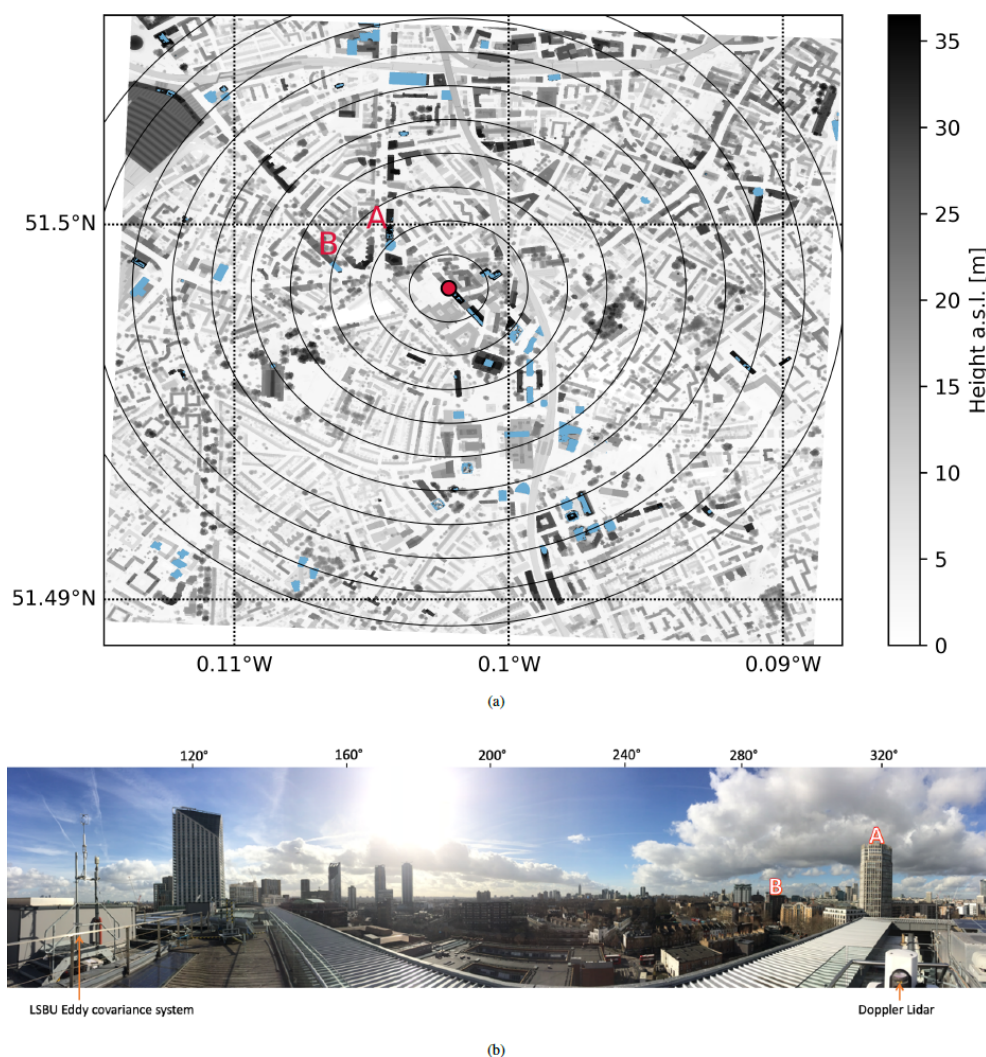 51.5°N
51.49°N
0.11°W
0.1°W
0.09°W
A
B
35
30
25
20
15
10
5
0
Height a.s.l. [m]
(a)
120°
160°
200°
240°
280°
320°
A
B
LSBU Eddy covariance system
Doppler Lidar
(b)